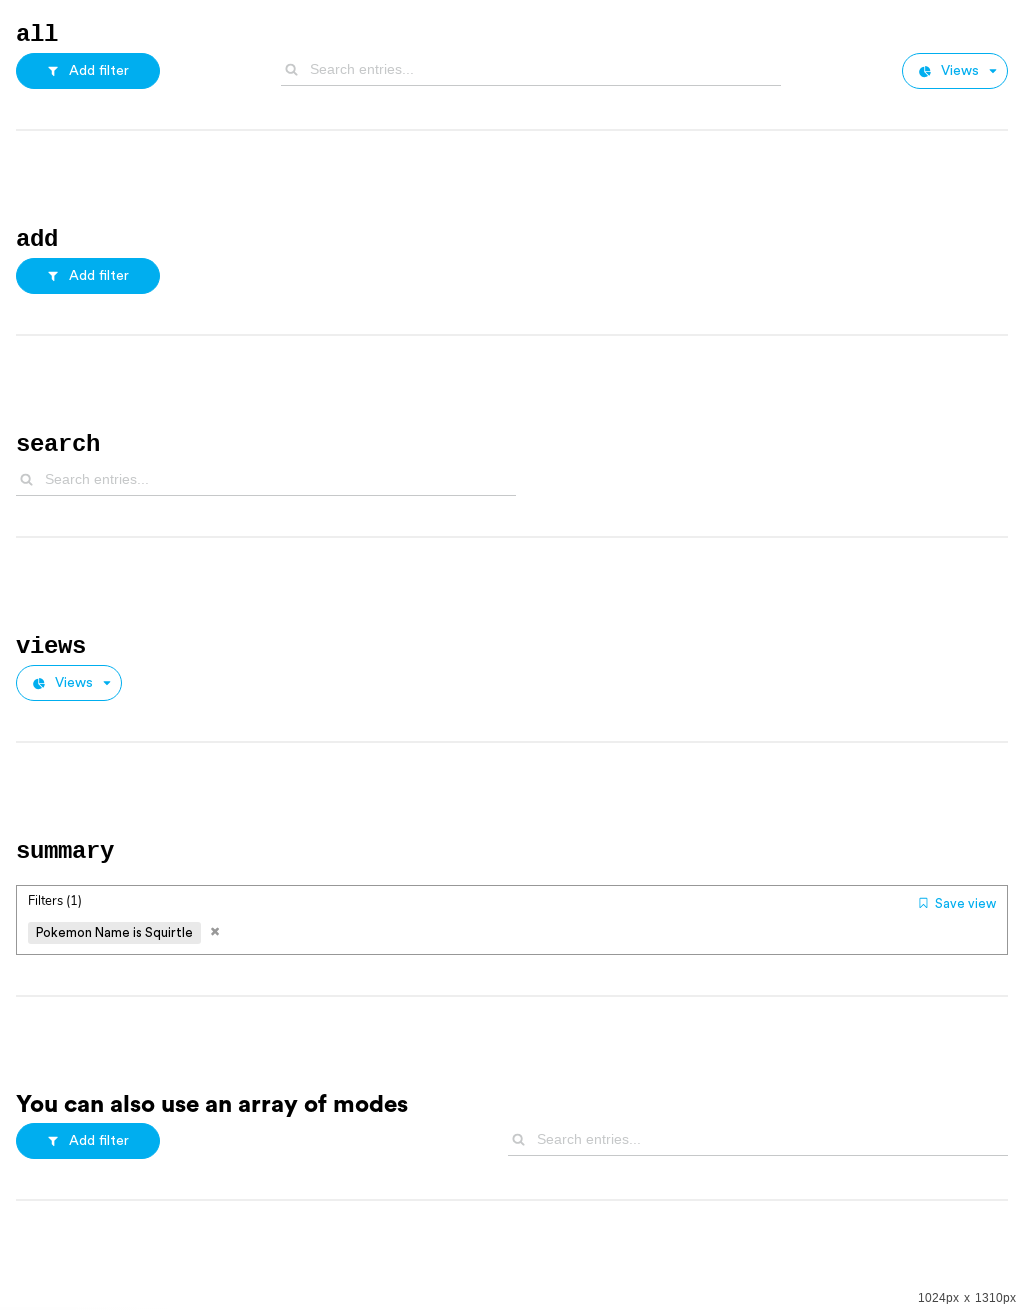 all
Add filter
Search entries...
Views
add
Add filter
search
Search entries...
views
Views
summary
Filters (1)
Save view
Pokemon Name is Squirtle
You can also use an array of modes
Add filter
Search entries...
1024px x 1310px